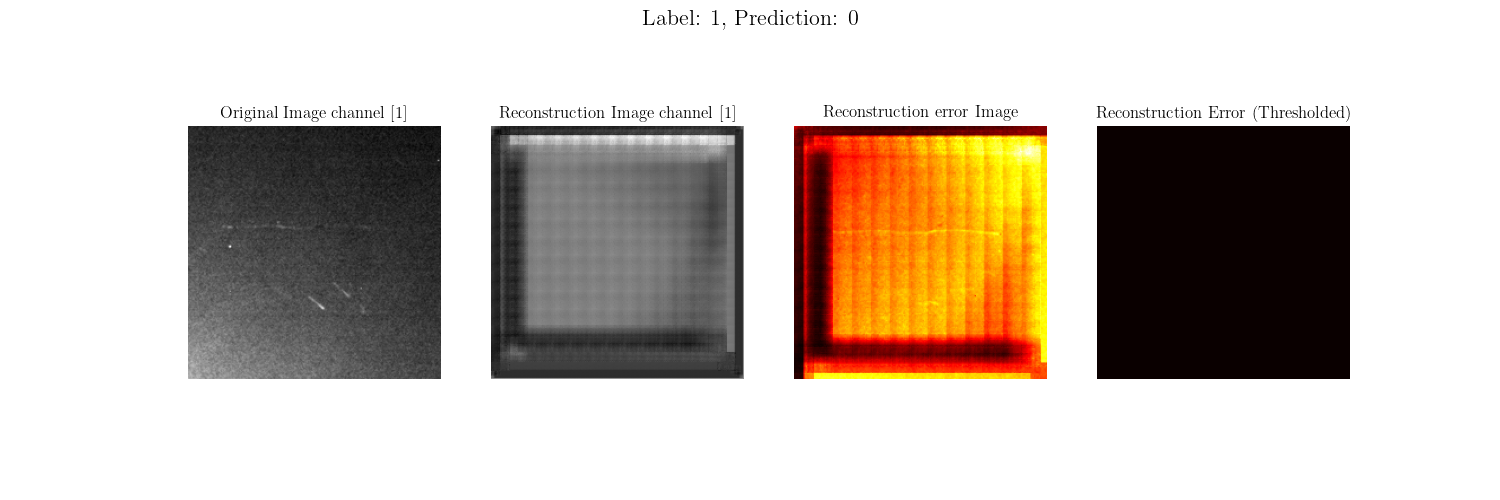 Label: 1, Prediction: 0
Original Image channel [1]
Reconstruction Image channel [1]
Reconstruction error Image
Reconstruction Error (Thresholded)